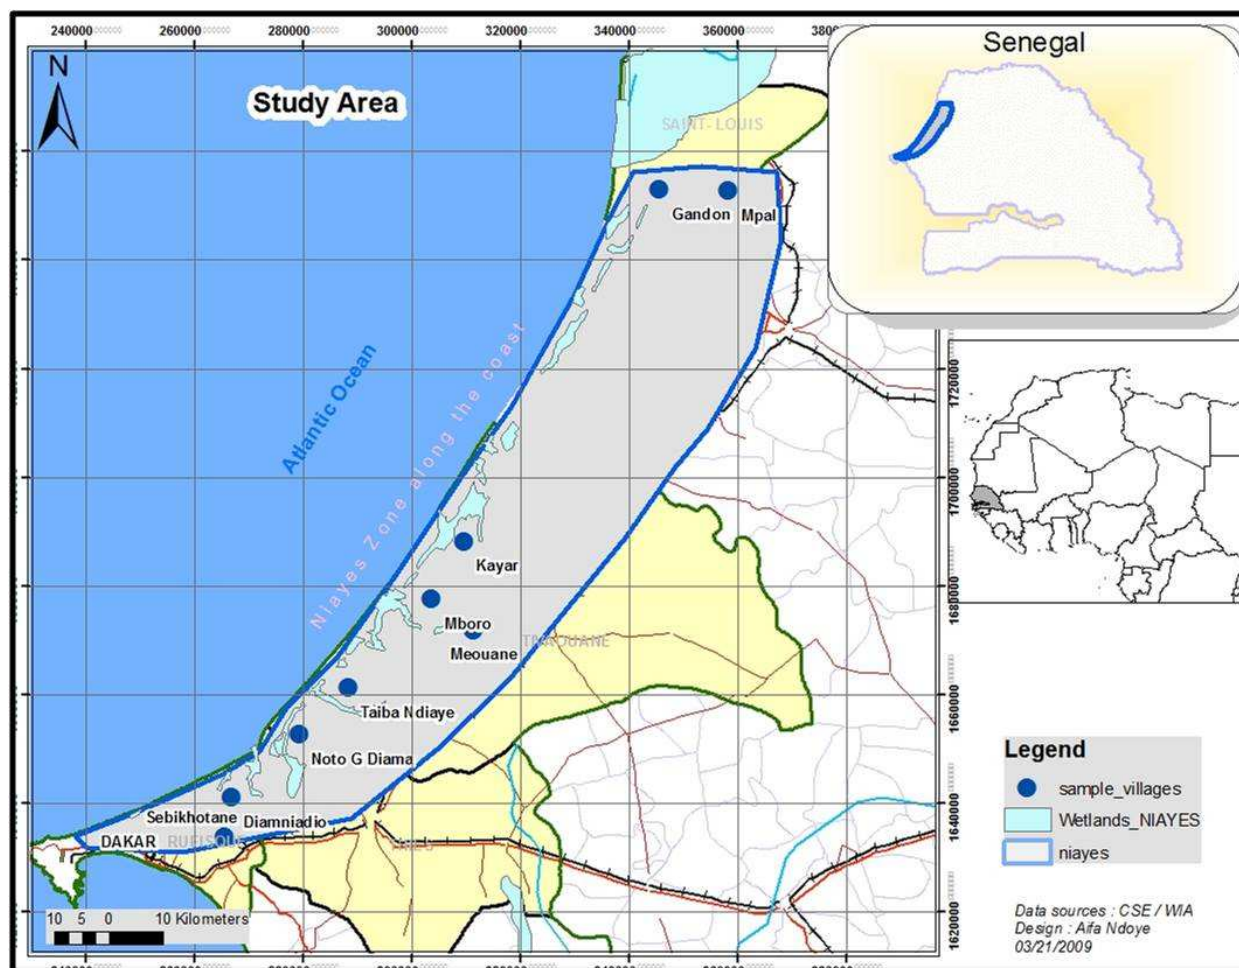 240000 260000 280000 300000 320000 340000 360000
Senegal
N
Study Area
SAINT-LOUIS
Gandon Mpal
Atlantic Ocean
Niayes Zone along the coast
1720000
1700000
Kayar
1680000
Mboro
Meouane
1660000
Taiba Ndiaye
Noto G Diama
1640000
Sebikhotane Diamniadio
DAKAR
1620000
10 5 0 10 Kilometers
Legend
sample_villages
Wetlands_NIAYES
niayes
Data sources : CSE / WIA
Design : Aifa Ndoye
03/21/2009